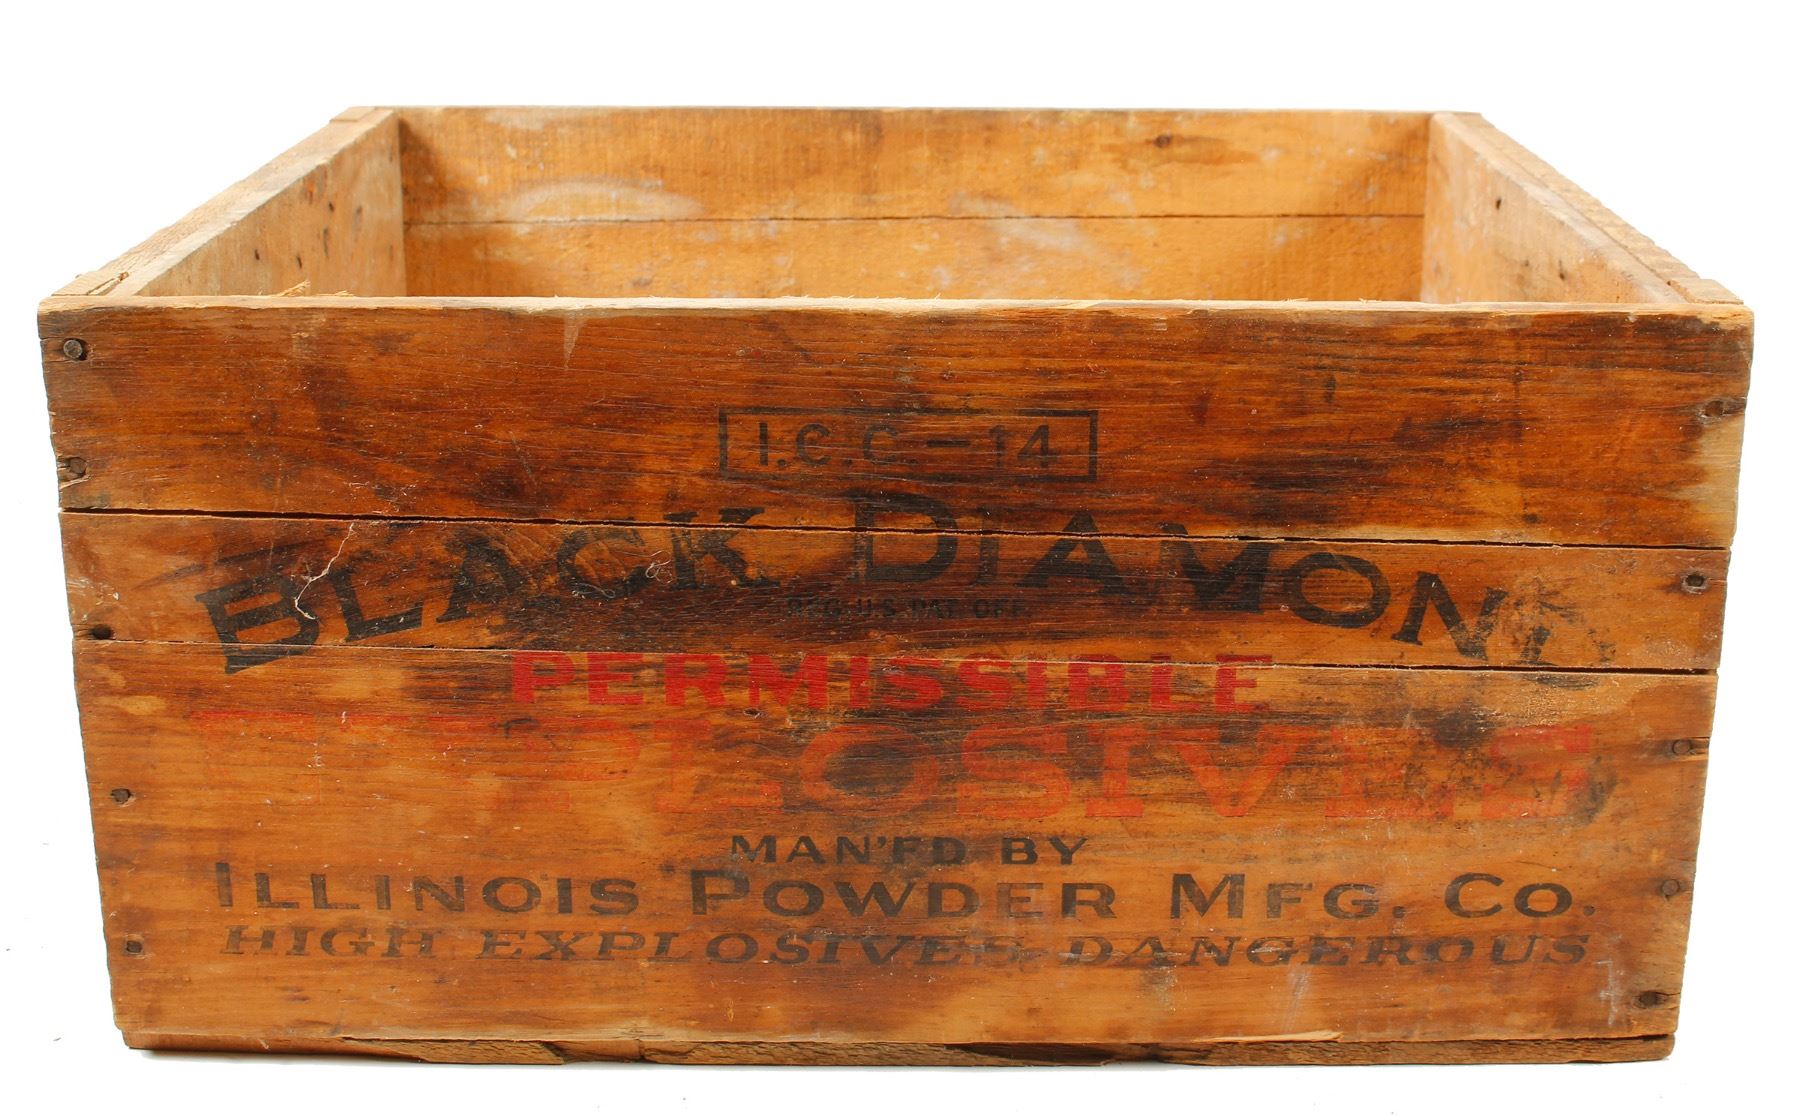 I.C.C.-14
BLACK DIAMOND
REG. U.S. PAT. OFF.
PERMISSIBLE
EXPLOSIVES
MAN'FD BY
ILLINOIS POWDER MFG. CO.
HIGH EXPLOSIVES-DANGEROUS